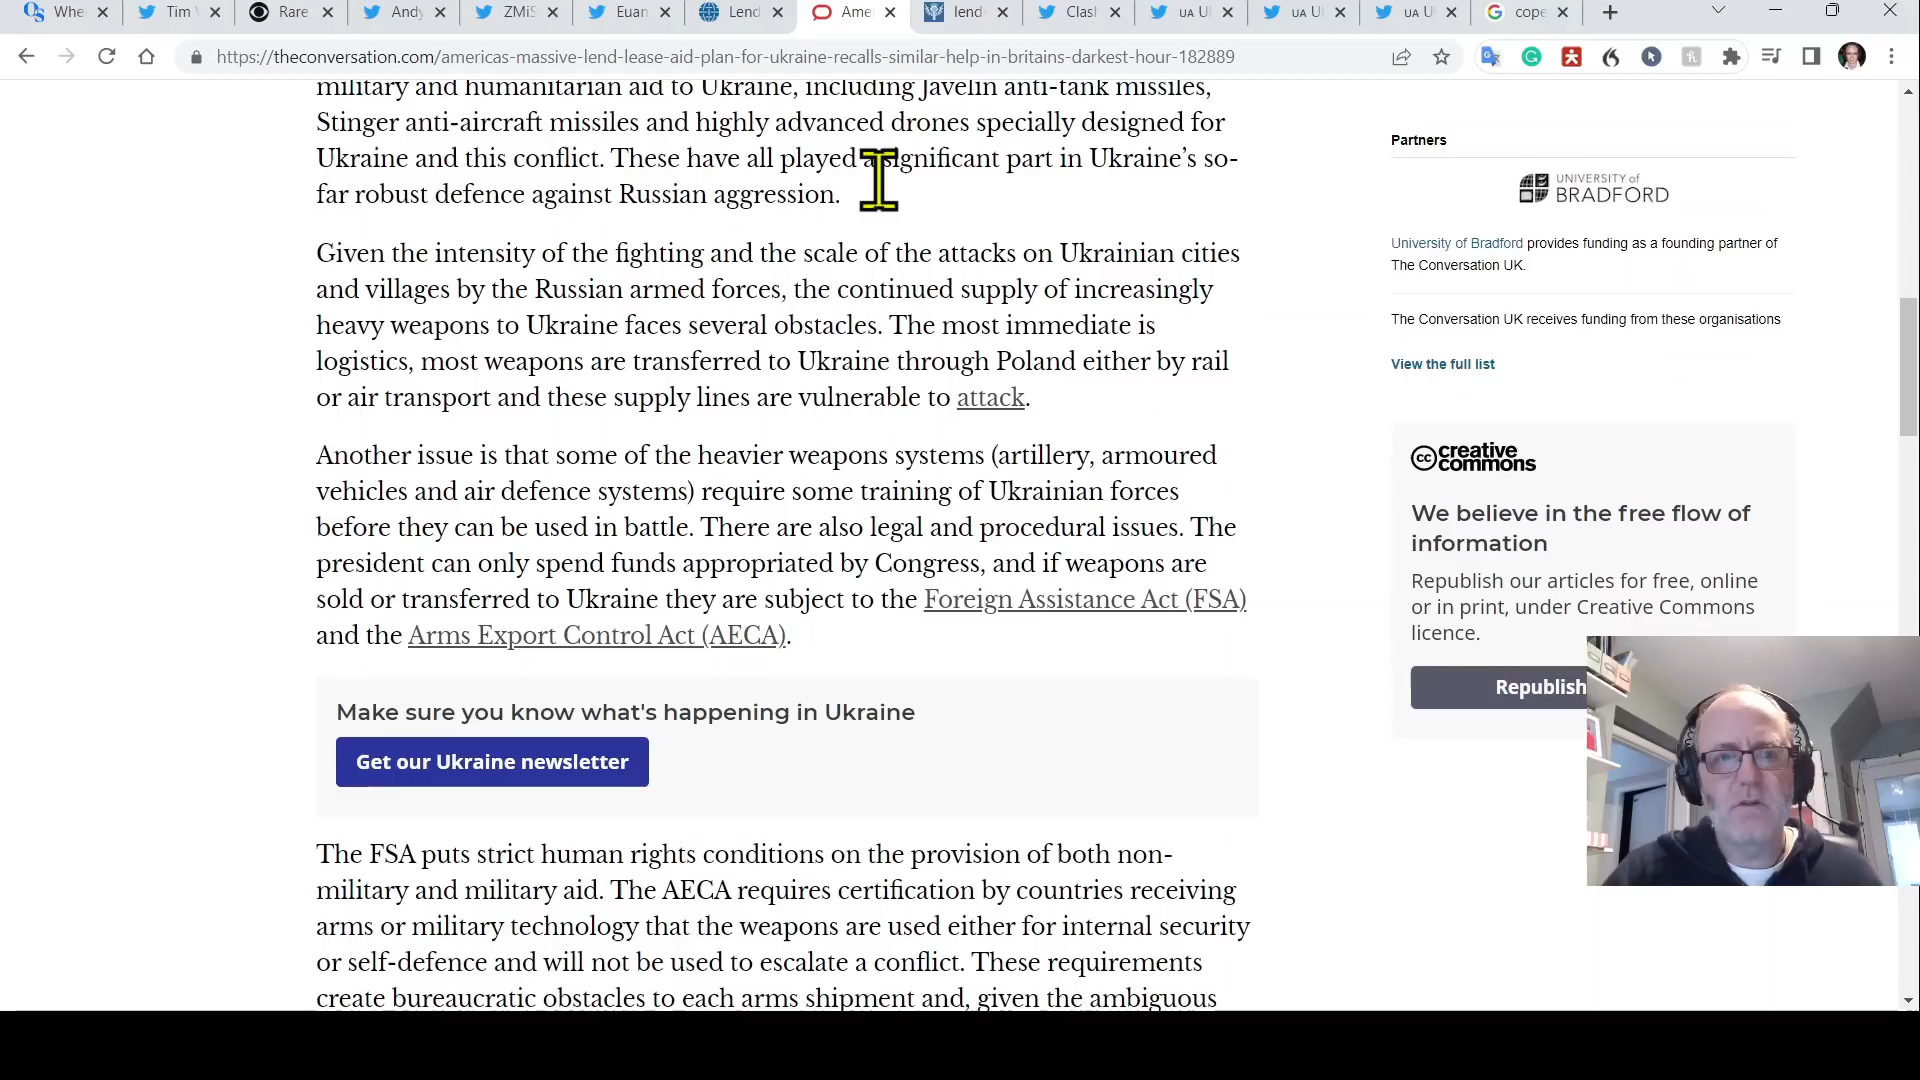 Whe
Tim
Rare
Andy
ZMiS
Euan
Lend
Ame
lend-
Clas
UA U
UA U
UA U
cope
https://theconversation.com/americas-massive-lend-lease-aid-plan-for-ukraine-recalls-similar-help-in-britains-darkest-hour-182889
military and humanitarian aid to Ukraine, including Javelin anti-tank missiles,
Stinger anti-aircraft missiles and highly advanced drones specially designed for
Ukraine and this conflict. These have all played a significant part in Ukraine’s so-
far robust defence against Russian aggression.
Given the intensity of the fighting and the scale of the attacks on Ukrainian cities
and villages by the Russian armed forces, the continued supply of increasingly
heavy weapons to Ukraine faces several obstacles. The most immediate is
logistics, most weapons are transferred to Ukraine through Poland either by rail
or air transport and these supply lines are vulnerable to attack.
Another issue is that some of the heavier weapons systems (artillery, armoured
vehicles and air defence systems) require some training of Ukrainian forces
before they can be used in battle. There are also legal and procedural issues. The
president can only spend funds appropriated by Congress, and if weapons are
sold or transferred to Ukraine they are subject to the Foreign Assistance Act (FSA)
and the Arms Export Control Act (AECA).
Make sure you know what's happening in Ukraine
Get our Ukraine newsletter
The FSA puts strict human rights conditions on the provision of both non-
military and military aid. The AECA requires certification by countries receiving
arms or military technology that the weapons are used either for internal security
or self-defence and will not be used to escalate a conflict. These requirements
create bureaucratic obstacles to each arms shipment and, given the ambiguous
Partners
UNIVERSITY of
BRADFORD
University of Bradford provides funding as a founding partner of
The Conversation UK.
The Conversation UK receives funding from these organisations
View the full list
cc creative
commons
We believe in the free flow of
information
Republish our articles for free, online
or in print, under Creative Commons
licence.
Republish